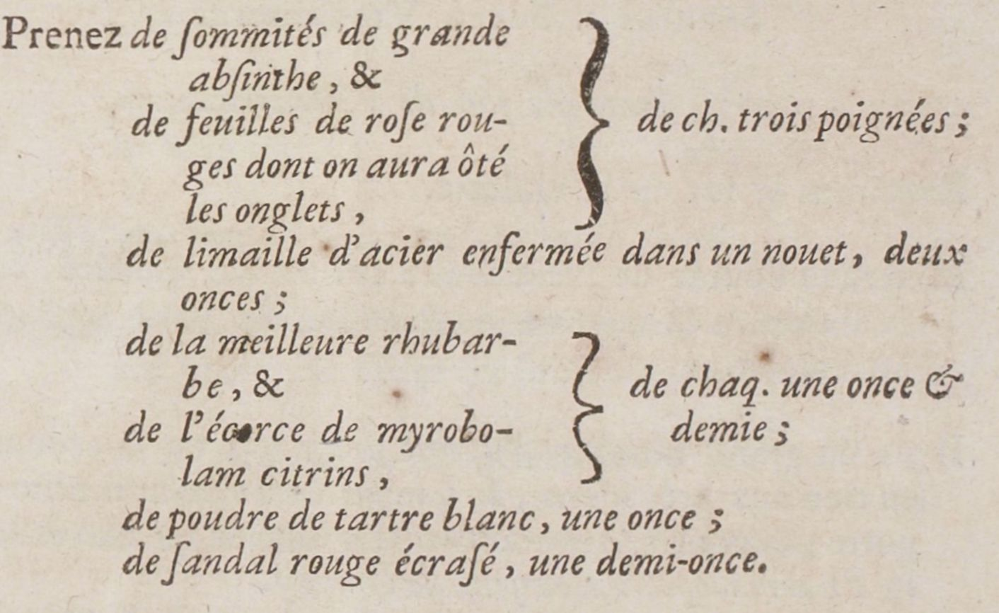 Prenez de ſommités de grande
abſinthe, &
de feuilles de roſe rou-
ges dont on aura ôté
les onglets,
de ch. trois poignées;
de limaille d'acier enfermée dans un nouet, deux
onces;
de la meilleure rhubar-
be, &
de l'écorce de myrobo-
lam citrins,
de chaq. une once &
demie;
de poudre de tartre blanc, une once;
de ſandal rouge écraſé, une demi-once.